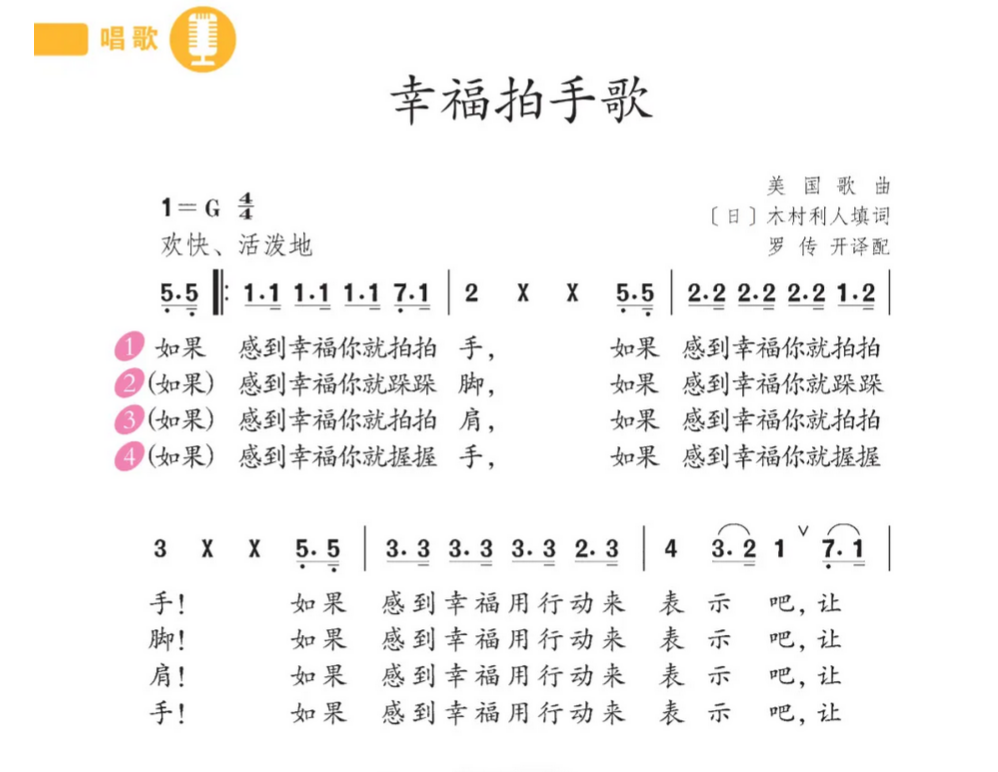 唱歌
幸福拍手歌
美国歌曲
1=G 4/4
〔日〕木村利人填词
欢快、活泼地
罗传开译配
5·5 ‖: 1·1 1·1 1·1 7·1 | 2 X X 5·5 | 2·2 2·2 2·2 1·2 |
1 如果 感到幸福你就拍拍 手， 如果 感到幸福你就拍拍
2 (如果) 感到幸福你就跺跺 脚， 如果 感到幸福你就跺跺
3 (如果) 感到幸福你就拍拍 肩， 如果 感到幸福你就拍拍
4 (如果) 感到幸福你就握握 手， 如果 感到幸福你就握握
3 X X 5·5 | 3·3 3·3 3·3 2·3 | 4 3·2 1 ∨ 7·1 |
手！ 如果 感到幸福用行动来 表示吧，让
脚！ 如果 感到幸福用行动来 表示吧，让
肩！ 如果 感到幸福用行动来 表示吧，让
手！ 如果 感到幸福用行动来 表示吧，让